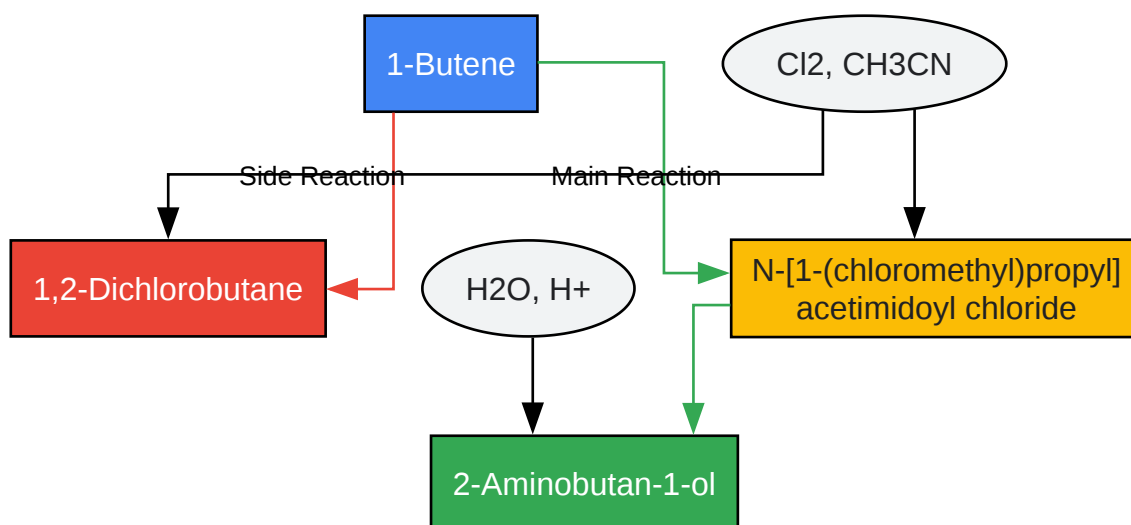 1-Butene
Cl2, CH3CN
Side Reaction
Main Reaction
1,2-Dichlorobutane
H2O, H+
N-[1-(chloromethyl)propyl]
acetimidoyl chloride
2-Aminobutan-1-ol